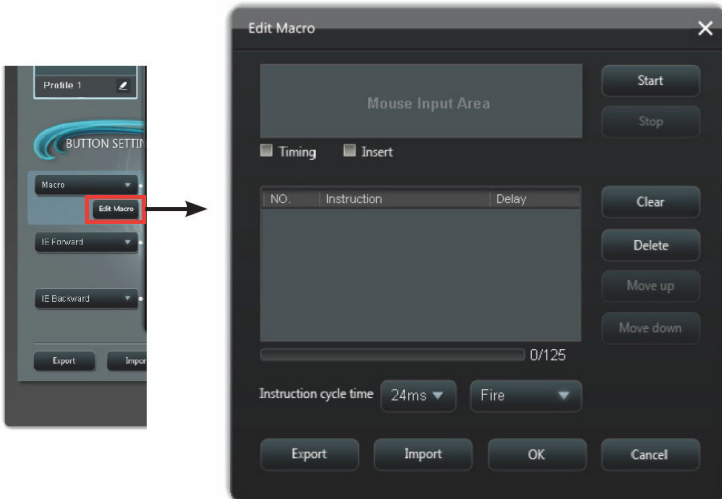 Profile 1
BUTTON SETTIN
Macro
Edit Macro
IE Forward
IE Backward
Export
Impor
Edit Macro
Mouse Input Area
Start
Stop
Timing
Insert
NO.
Instruction
Delay
Clear
Delete
Move up
Move down
0/125
Instruction cycle time
24ms
Fire
Export
Import
OK
Cancel